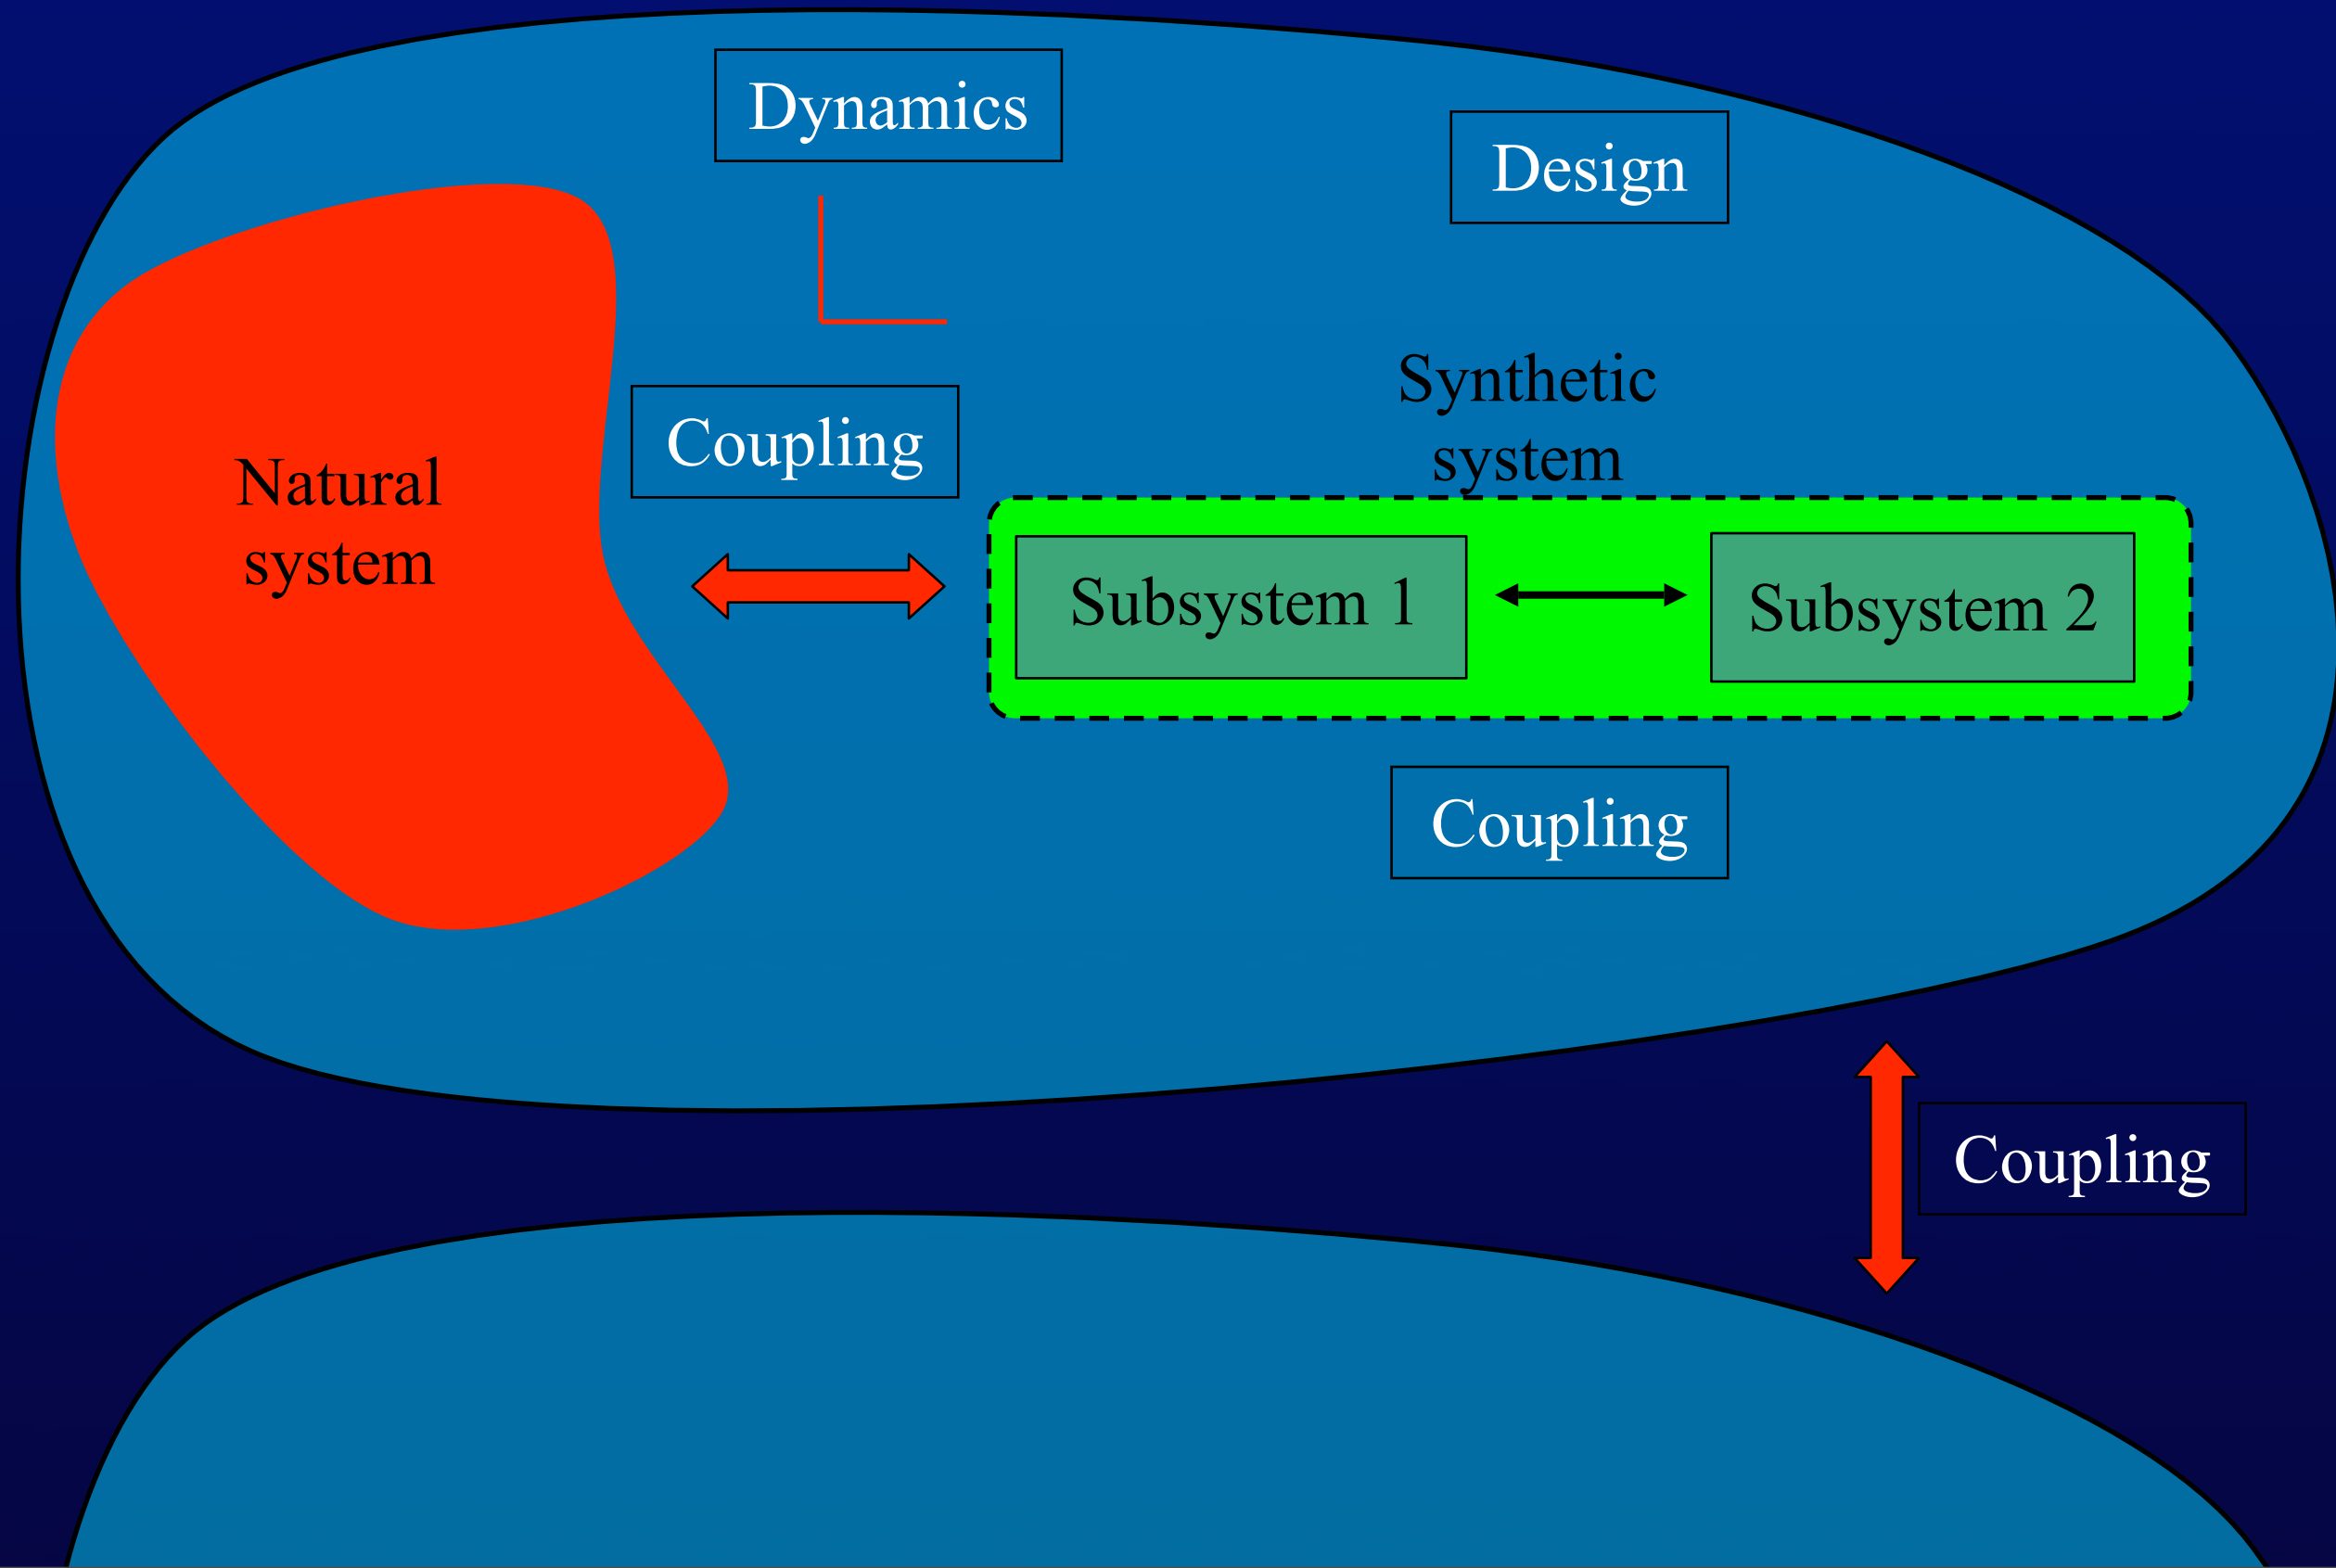 Dynamics
Design
Synthetic
system
Coupling
Natural
system
Subsystem 1
Subsystem 2
Coupling
Coupling